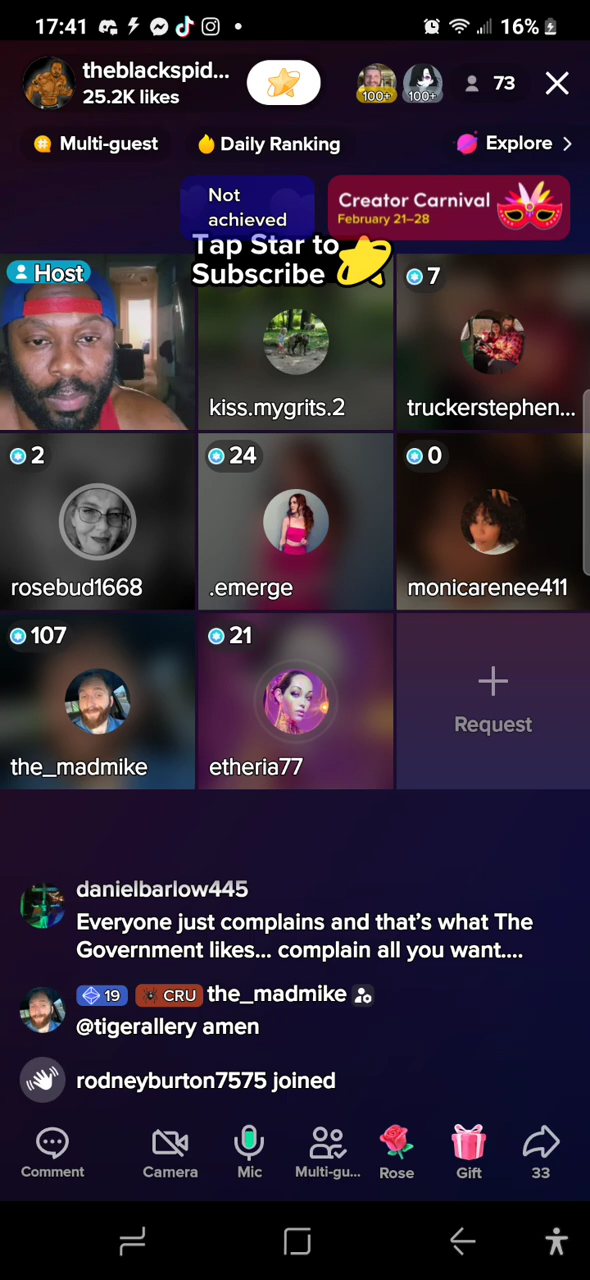 17:41
16%
theblackspid...
25.2K likes
100+
100+
73
Multi-guest
Daily Ranking
Explore >
Not
achieved
Creator Carnival
February 21–28
Tap Star to
Subscribe
Host
kiss.mygrits.2
7
truckerstephen...
2
rosebud1668
24
.emerge
0
monicarenee411
107
the_madmike
21
etheria77
Request
danielbarlow445
Everyone just complains and that's what The
Government likes... complain all you want....
19 CRU the_madmike
@tigerallery amen
rodneyburton7575 joined
Comment
Camera
Mic
Multi-gu...
Rose
Gift
33